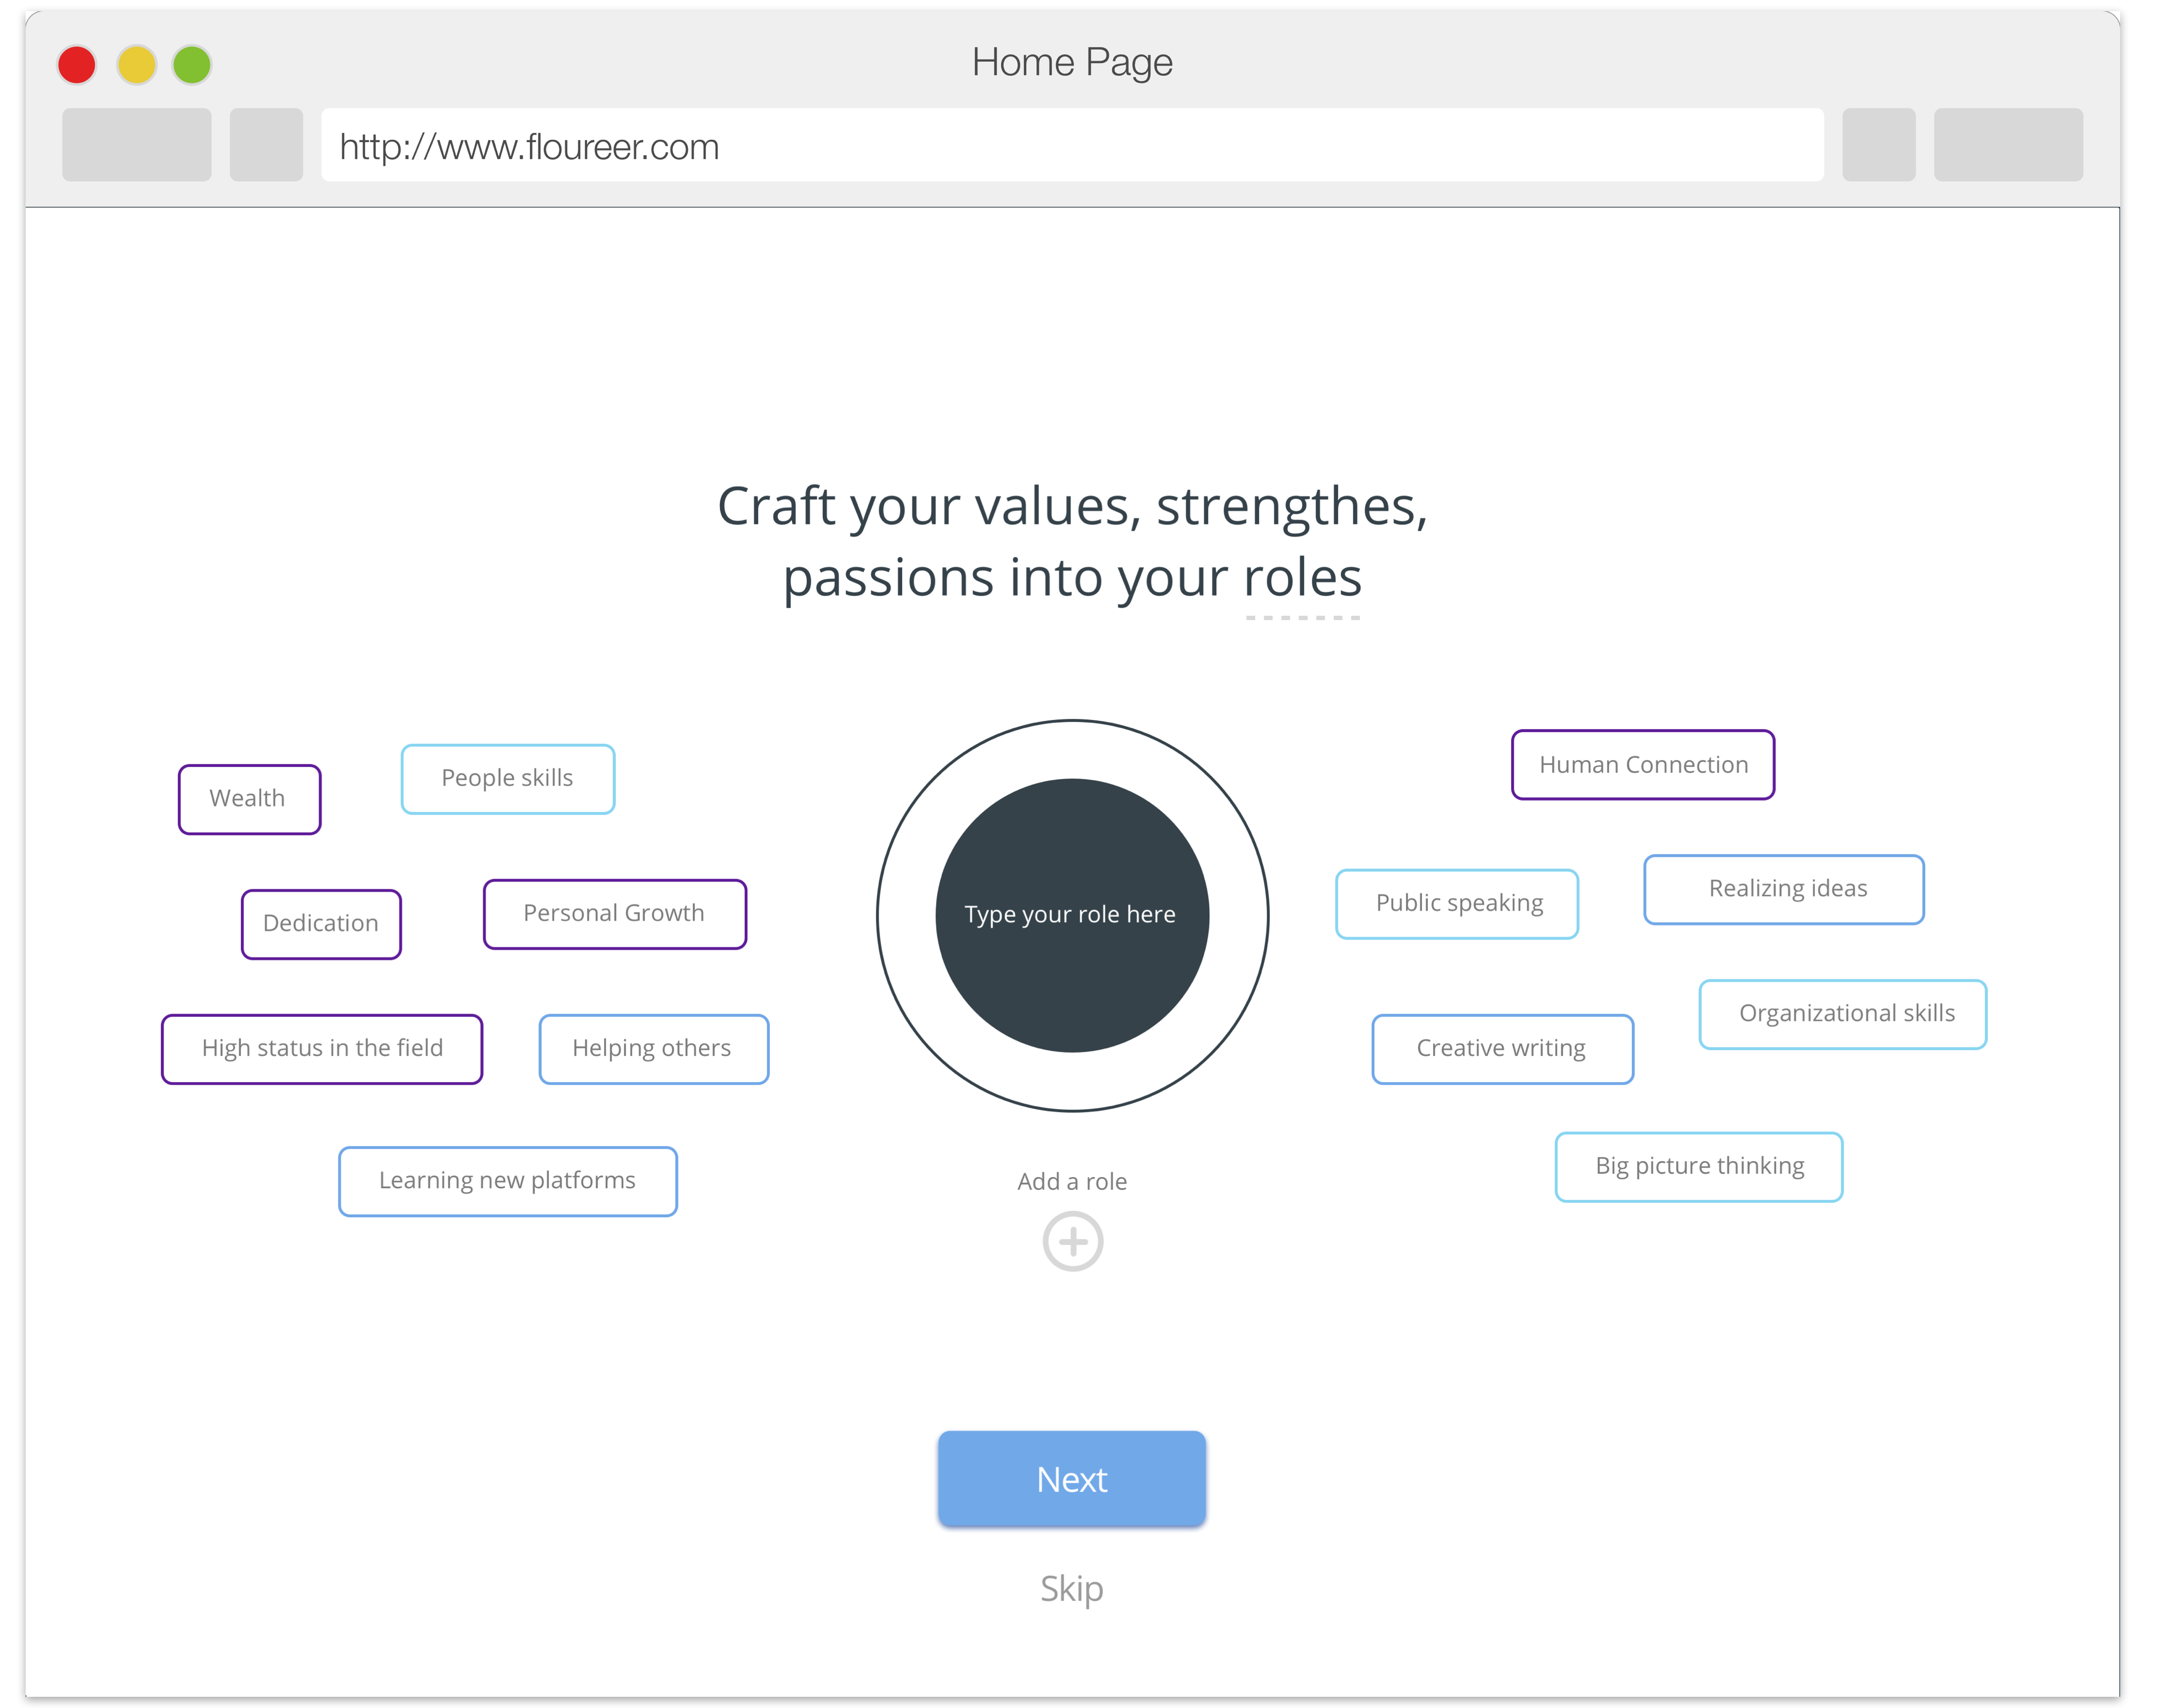 Home Page
http://www.floureer.com
Craft your values, strengthes,
passions into your roles
Wealth
People skills
Dedication
Personal Growth
High status in the field
Helping others
Learning new platforms
Type your role here
Add a role
Human Connection
Public speaking
Realizing ideas
Organizational skills
Creative writing
Big picture thinking
Next
Skip